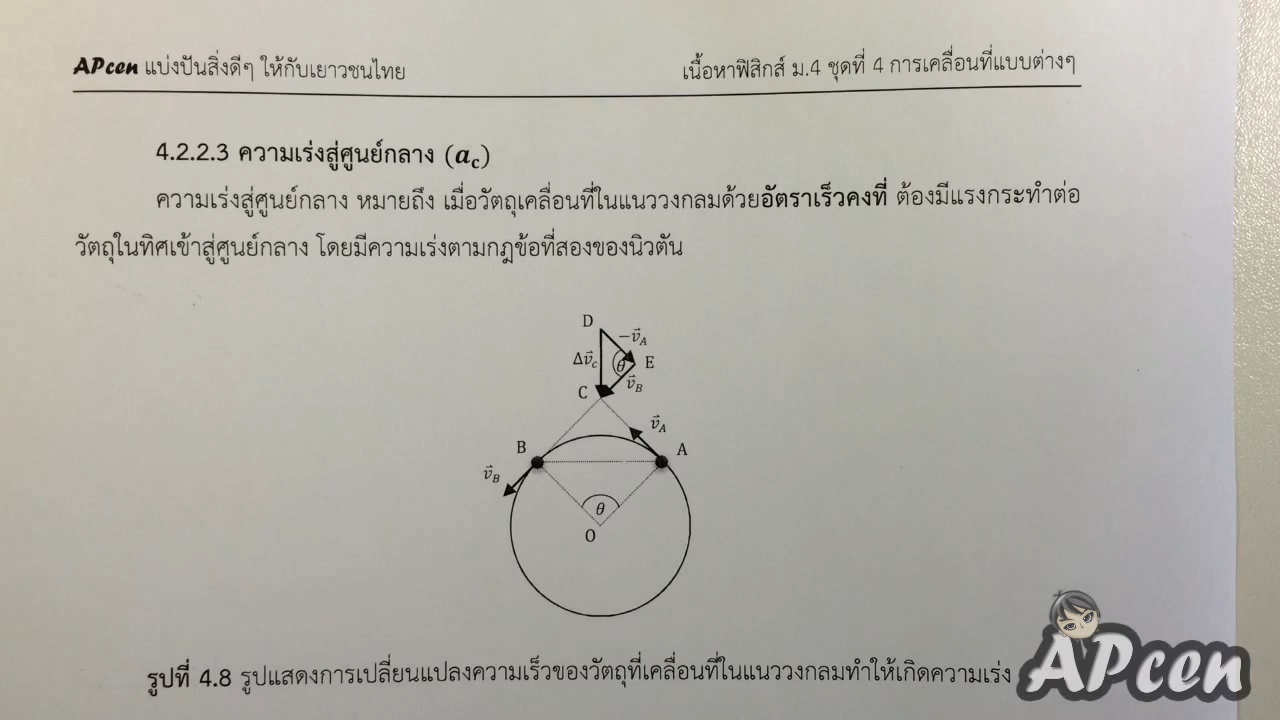 APcen แบ่งปันสิ่งดีๆ ให้กับเยาวชนไทย
เนื้อหาฟิสิกส์ ม.4 ชุดที่ 4 การเคลื่อนที่แบบต่างๆ
4.2.2.3 ความเร่งสู่ศูนย์กลาง (a_c)
ความเร่งสู่ศูนย์กลาง หมายถึง เมื่อวัตถุเคลื่อนที่ในแนววงกลมด้วยอัตราเร็วคงที่ ต้องมีแรงกระทำต่อ
วัตถุในทิศเข้าสู่ศูนย์กลาง โดยมีความเร่งตามกฎข้อที่สองของนิวตัน
D
−v⃗_A
Δv⃗_c
θ
E
v⃗_B
C
v⃗_A
B
A
v⃗_B
θ
O
รูปที่ 4.8 รูปแสดงการเปลี่ยนแปลงความเร็วของวัตถุที่เคลื่อนที่ในแนววงกลมทำให้เกิดความเร่ง
APcen